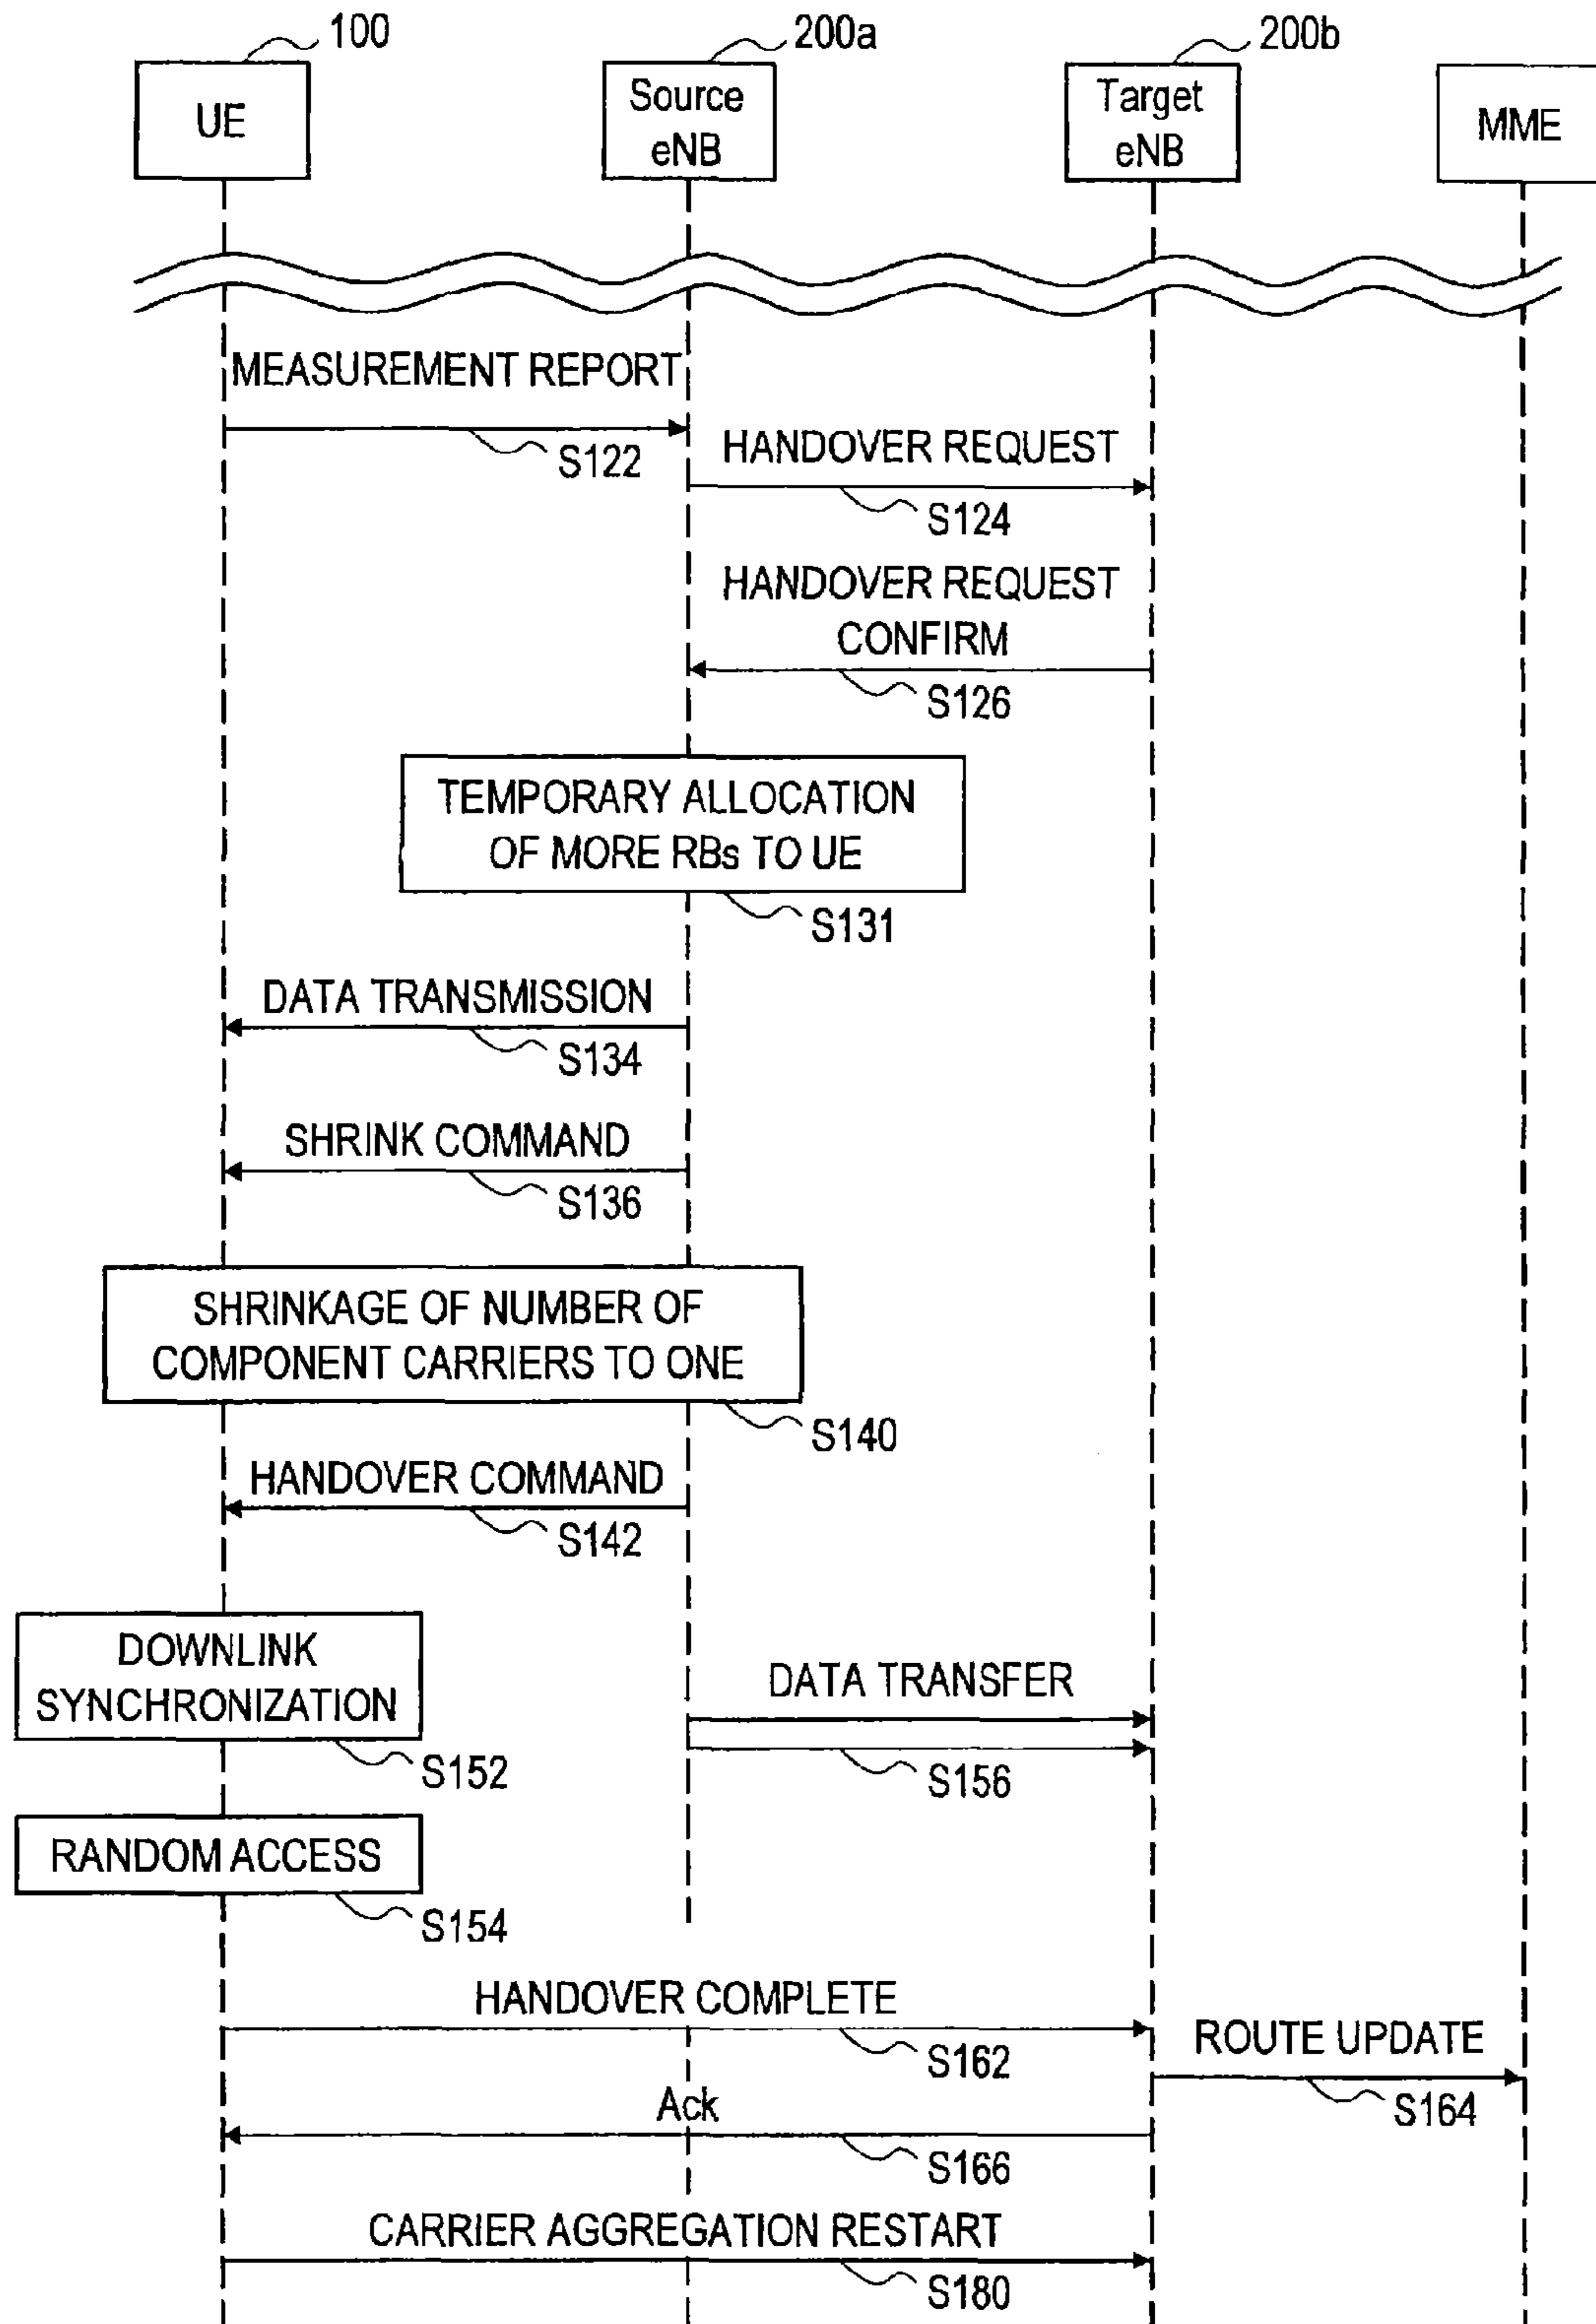 100
200a
200b
UE
Source
eNB
Target
eNB
MME
MEASUREMENT REPORT
S122
HANDOVER REQUEST
S124
HANDOVER REQUEST
CONFIRM
S126
TEMPORARY ALLOCATION
OF MORE RBs TO UE
S131
DATA TRANSMISSION
S134
SHRINK COMMAND
S136
SHRINKAGE OF NUMBER OF
COMPONENT CARRIERS TO ONE
S140
HANDOVER COMMAND
S142
DOWNLINK
SYNCHRONIZATION
S152
DATA TRANSFER
S156
RANDOM ACCESS
S154
HANDOVER COMPLETE
S162
ROUTE UPDATE
S164
Ack
S166
CARRIER AGGREGATION RESTART
S180